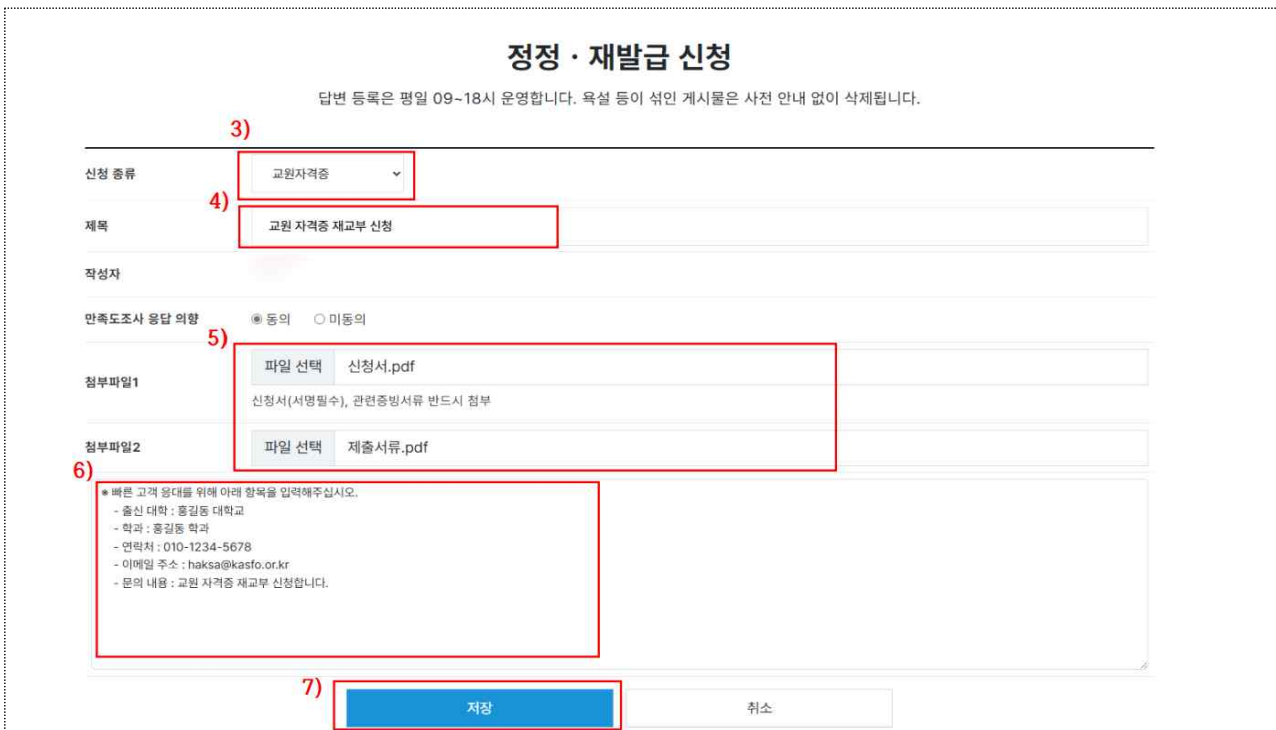 정정 · 재발급 신청
답변 등록은 평일 09~18시 운영합니다. 욕설 등이 섞인 게시물은 사전 안내 없이 삭제됩니다.
3)
신청 종류 교원자격증
4)
제목 교원 자격증 재교부 신청
작성자
만족도조사 응답 의향 동의 미동의
5)
첨부파일1 파일 선택 신청서.pdf
신청서(서명필수), 관련증빙서류 반드시 첨부
첨부파일2 파일 선택 제출서류.pdf
6)
※ 빠른 고객 응대를 위해 아래 항목을 입력해주십시오.
- 출신 대학 : 홍길동 대학교
- 학과 : 홍길동 학과
- 연락처 : 010-1234-5678
- 이메일 주소 : haksa@kasfo.or.kr
- 문의 내용 : 교원 자격증 재교부 신청합니다.
7)
저장 취소